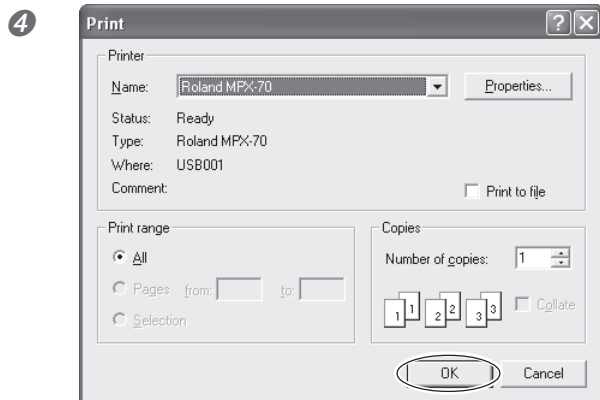 4
Print
Printer
Name: Roland MPX-70 Properties...
Status: Ready
Type: Roland MPX-70
Where: USB001
Comment: Print to file
Print range
All
Pages from: to:
Selection
Copies
Number of copies: 1
1 1 2 2 3 3 Collate
OK Cancel